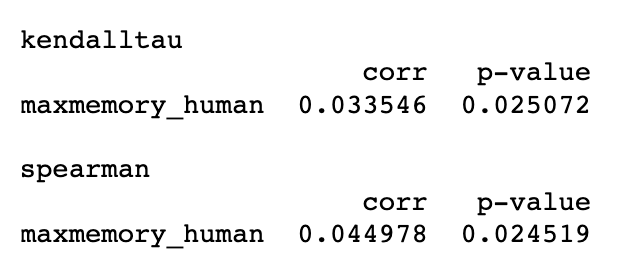 kendalltau
corr p-value
maxmemory_human 0.033546 0.025072
spearman
corr p-value
maxmemory_human 0.044978 0.024519